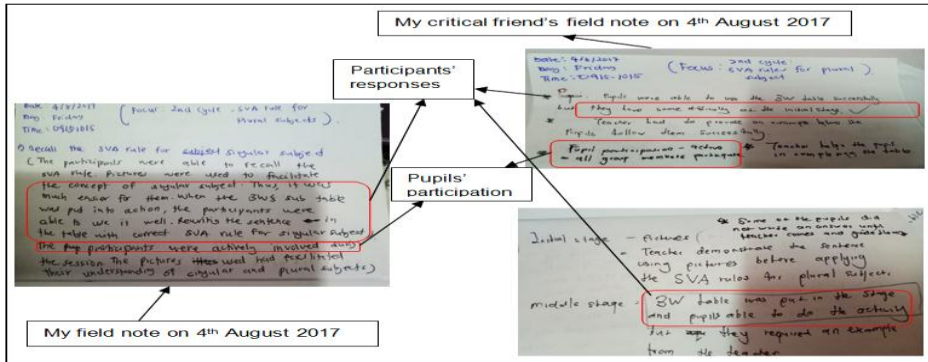 My critical friend's field note on 4th August 2017
Participants'
responses
Pupils'
participation
My field note on 4th August 2017
Date: 4/8/2017
Day: Friday
Time: 0915-1015
(Focus: 2nd cycle - SVA rule for
plural subjects).
Recall the SVA rule for subject singular subject
(The participants were able to recall the
SVA rule. Pictures were used to facilitate
the concept of singular subject. Thus, it was
much easier for them. When the BWS sub table
was put into action, the participants were
able to use it well. Rewrite the sentence in
the table with correct SVA rule for singular subject
The participants were actively involved
the session. The pictures had facilitated
their understanding of singular and plural subjects)
Date: 4/8/2017
Day: Friday
Time: 0915-1015
(Focus: 2nd cycle:
SVA rules for plural
subject).
Pupils were able to use the BW table successfully
they have some difficulty at the initial stage.
Teacher had to provide an example before the
Pupils follow them successfully
Pupil participation - active
- all group members participate
Teacher helps the pupils
in completing the table
Some of the pupils did
not write an answer until
teacher comes and
Initial stage - Pictures
- Teacher demonstrate the sentence
using pictures before applying
the SVA rules for plural subject.
middle stage - BW table was put in the stage
and pupils able to do the activity
but they required an example
from the teacher